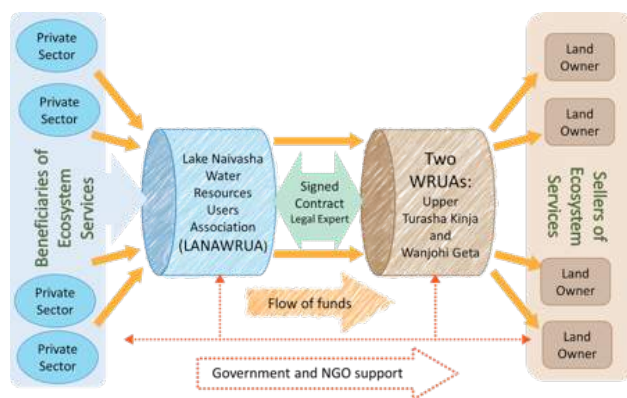 Private
Sector
Private
Sector
Beneficiaries of
Ecosystem
Services
Private
Sector
Private
Sector
Lake Naivasha
Water
Resources
Users
Association
(LANAWRUA)
Signed
Contract
Legal Expert
Two
WRUAs:
Upper
Turasha Kinja
and
Wanjohi Geta
Land
Owner
Land
Owner
Sellers of
Ecosystem
Services
Land
Owner
Land
Owner
Flow of funds
Government and NGO support